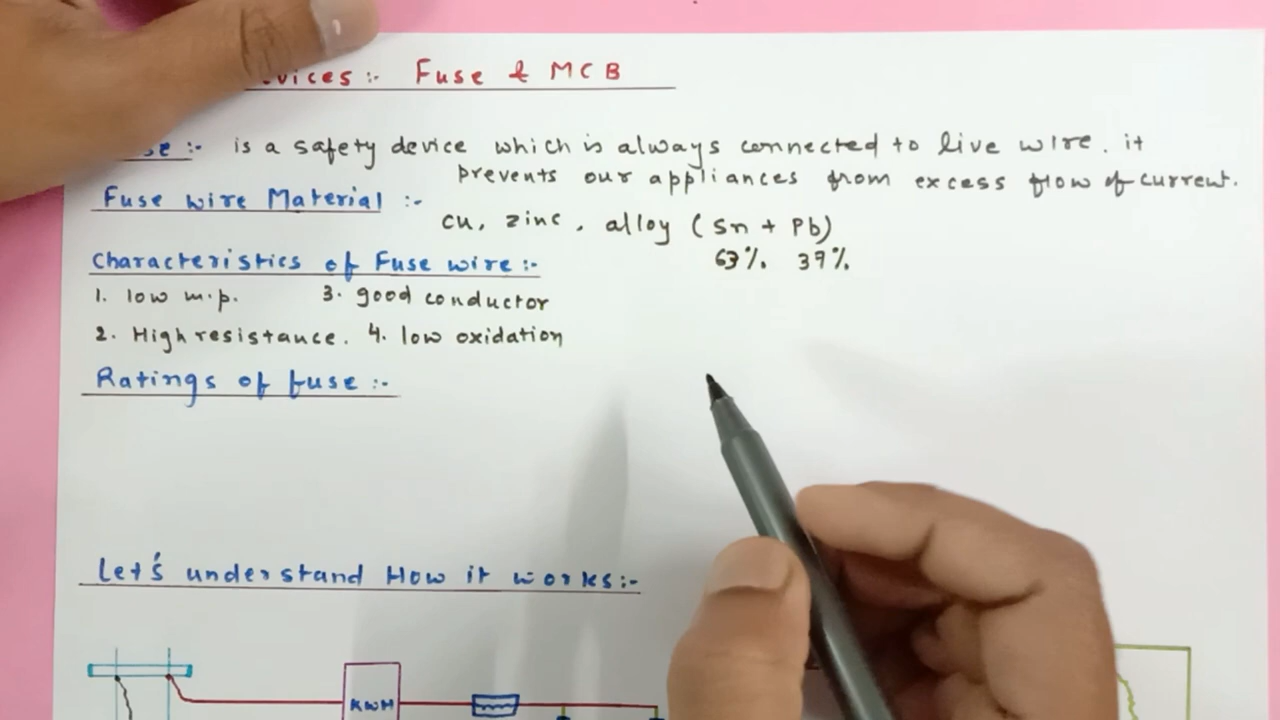 Fuse & MCB
is a safety device which is always connected to live wire. it
prevents our appliances from excess flow of current.
Fuse wire Material :-
Cu, zinc, alloy (Sn + Pb)
63% 37%
Characteristics of Fuse wire:-
1. low m.p. 3. good conductor
2. High resistance. 4. low oxidation
Ratings of fuse :-
Let's understand How it works:-
KWH